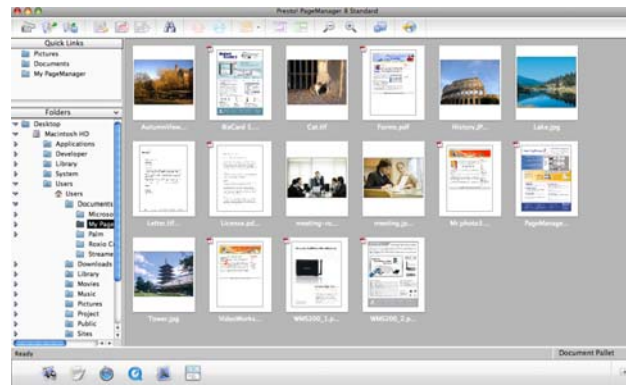 Presto! PageManager 8 Standard
Quick Links
Pictures
Documents
My PageManager
Folders
Desktop
Macintosh HD
Applications
Developer
Library
System
Users
Users
Documents
Microso
My Page
Palm
Roxio C
Streame
Downloads
Library
Movies
Music
Pictures
Project
Public
Sites
AutumnView...
BizCard 5...
Cat.tif
Forms.pdf
History.JP...
Lake.jpg
Letter.tif...
License.pd...
meeting-ro...
meeting.jp...
Mr photo3...
PageManage...
Tower.jpg
VideoWorks...
WMS200_1.p...
WMS200_2.p...
Ready
Document Pallet